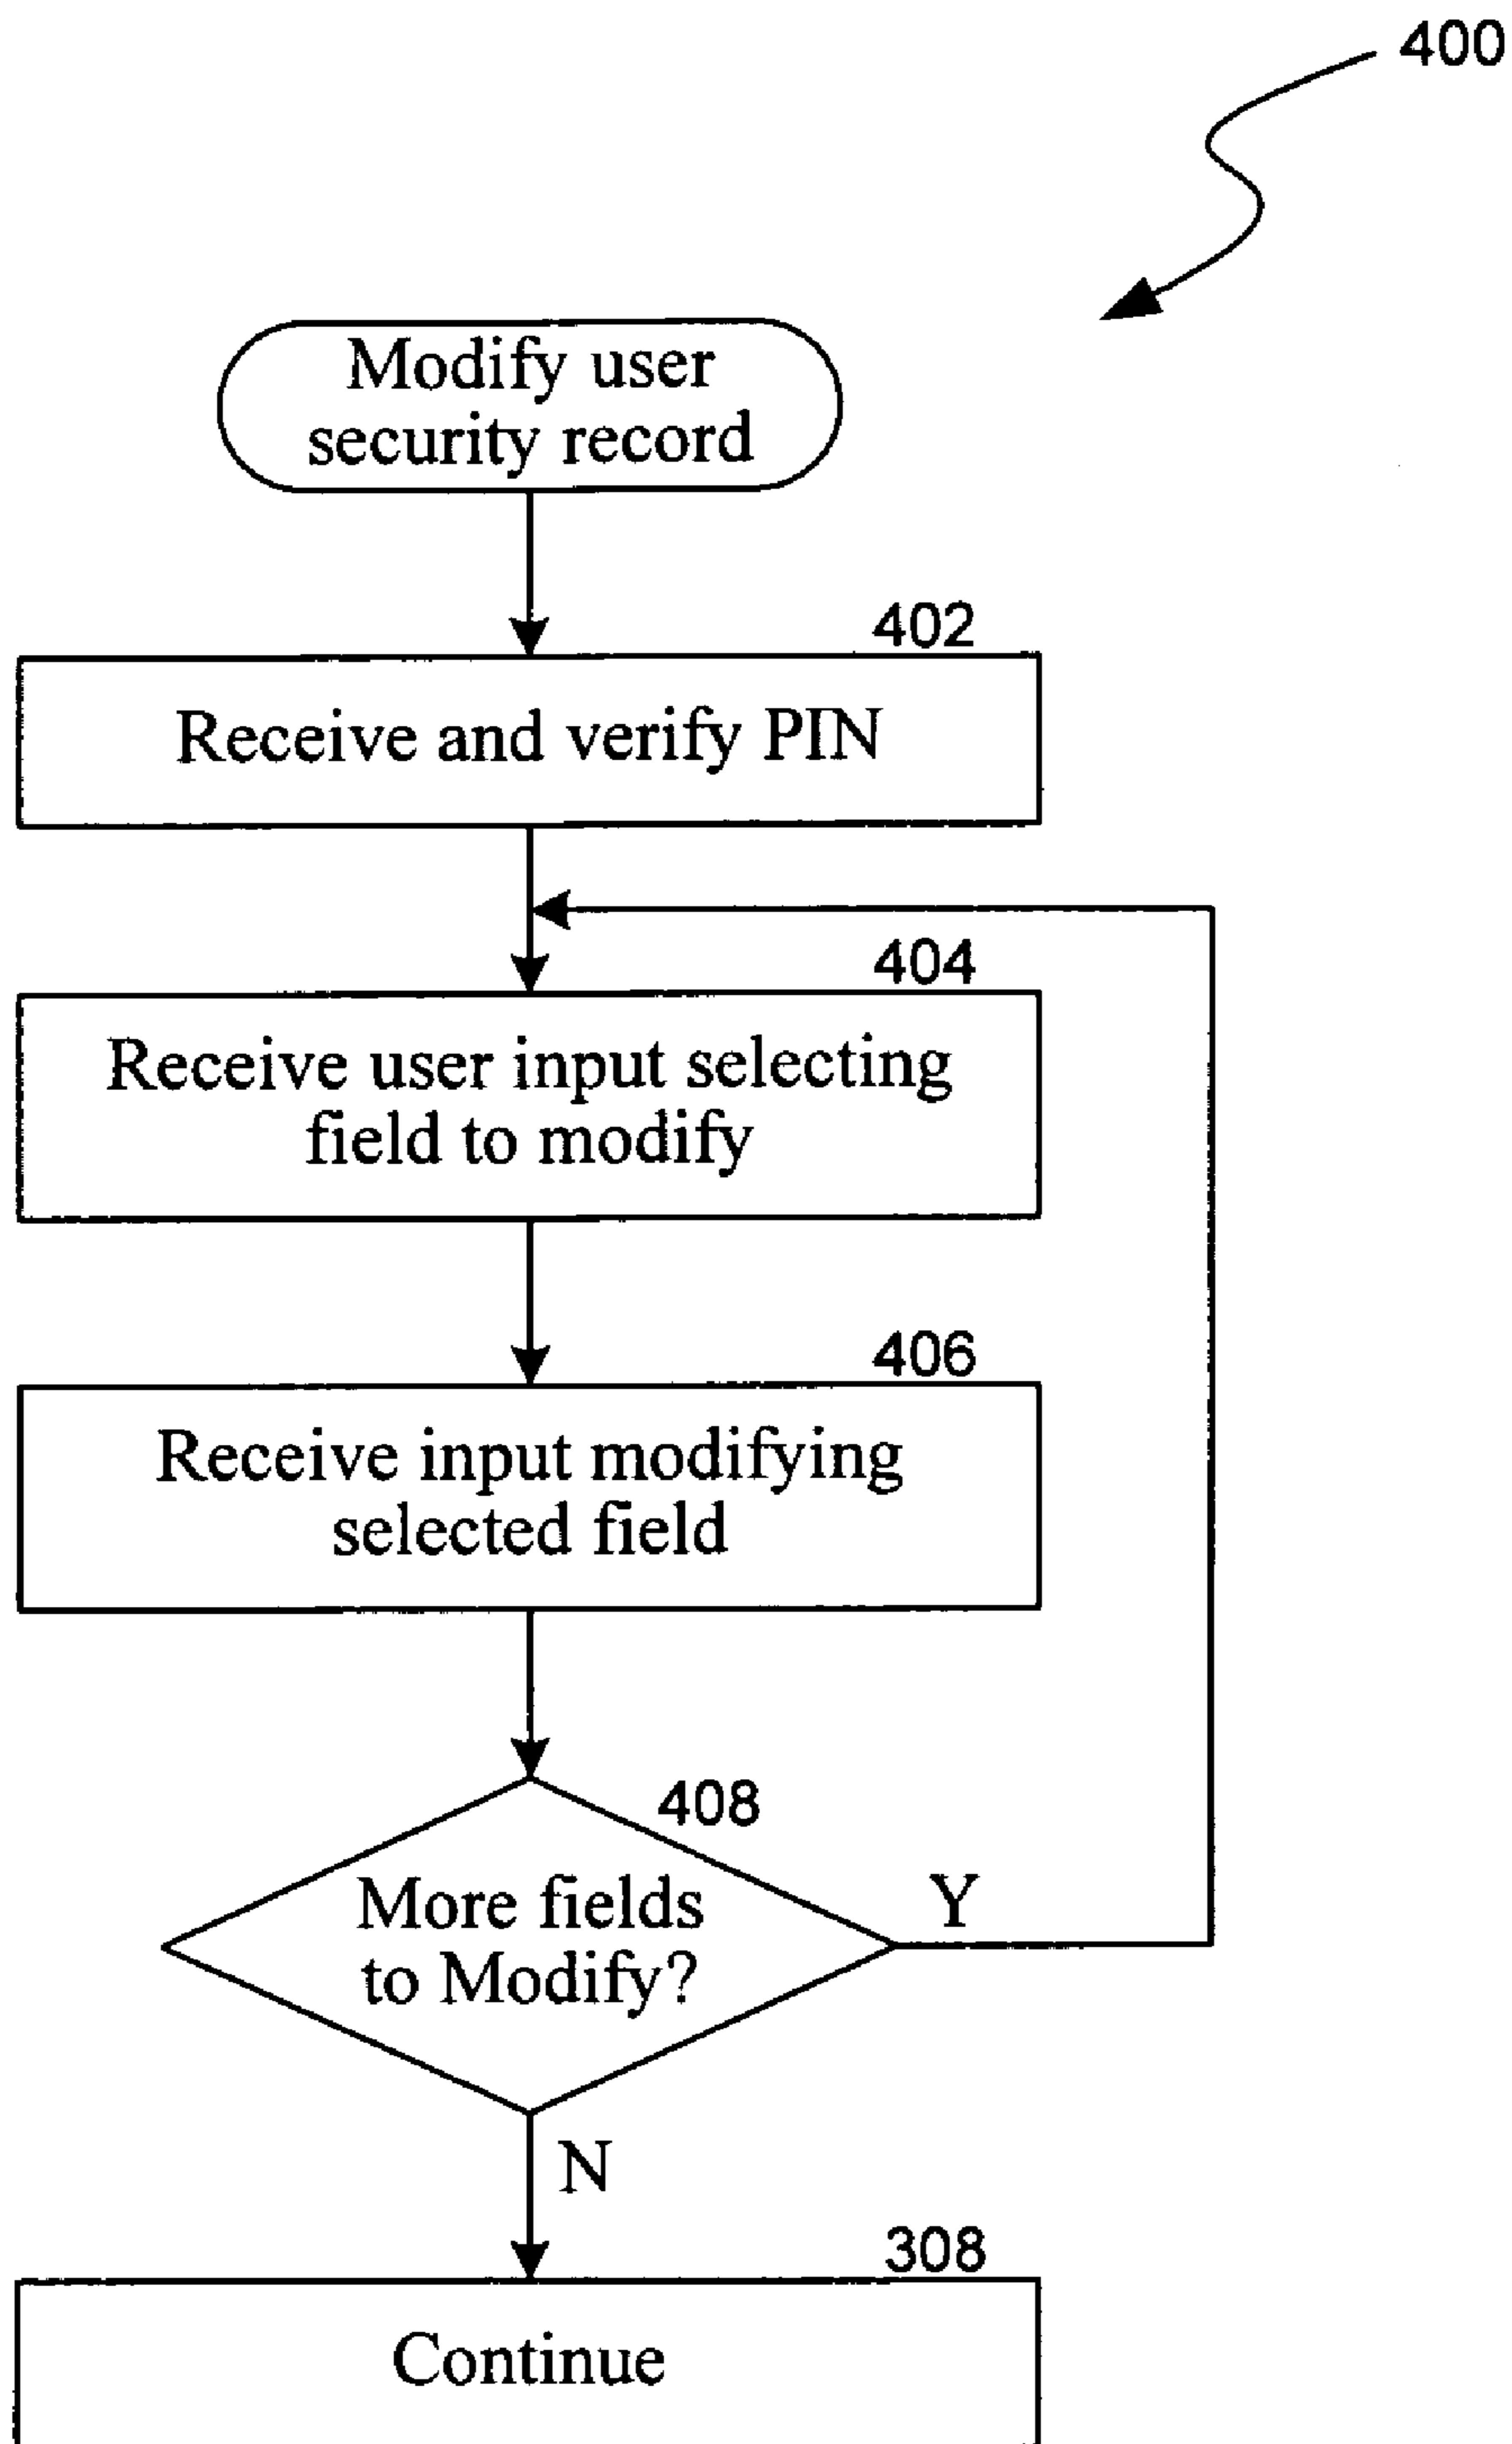 400
Modify user
security record
402
Receive and verify PIN
404
Receive user input selecting
field to modify
406
Receive input modifying
selected field
408
More fields
to Modify?
Y
N
308
Continue